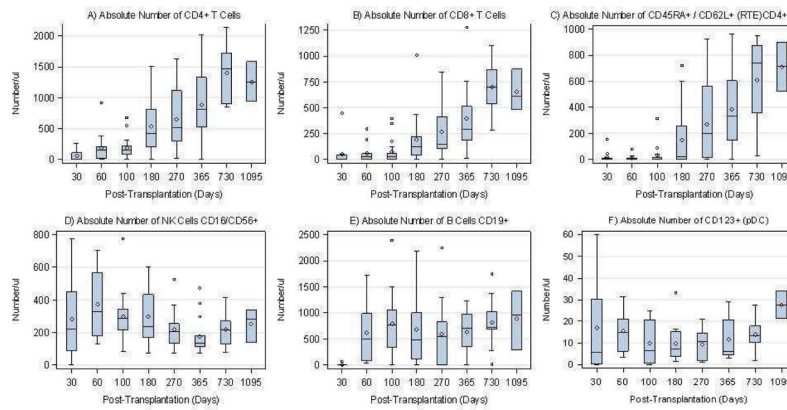 A) Absolute Number of CD4+ T Cells
Number/ul
2000
1500
1000
500
0
30 60 100 180 270 365 730 1095
Post-Transplantation (Days)
B) Absolute Number of CD8+ T Cells
Number/ul
1250
1000
750
500
250
0
30 60 100 180 270 365 730 1095
Post-Transplantation (Days)
C) Absolute Number of CD45RA+ / CD62L+ (RTE)CD4+
Number/ul
1000
800
600
400
200
0
30 60 100 180 270 365 730 1095
Post-Transplantation (Days)
D) Absolute Number of NK Cells CD16/CD56+
Number/ul
800
600
400
200
0
30 60 100 180 270 365 730 1095
Post-Transplantation (Days)
E) Absolute Number of B Cells CD19+
Number/ul
2500
2000
1500
1000
500
0
30 60 100 180 270 365 730 1095
Post-Transplantation (Days)
F) Absolute Number of CD123+ (pDC)
Number/ul
60
50
40
30
20
10
0
30 60 100 180 270 365 730 1095
Post-Transplantation (Days)